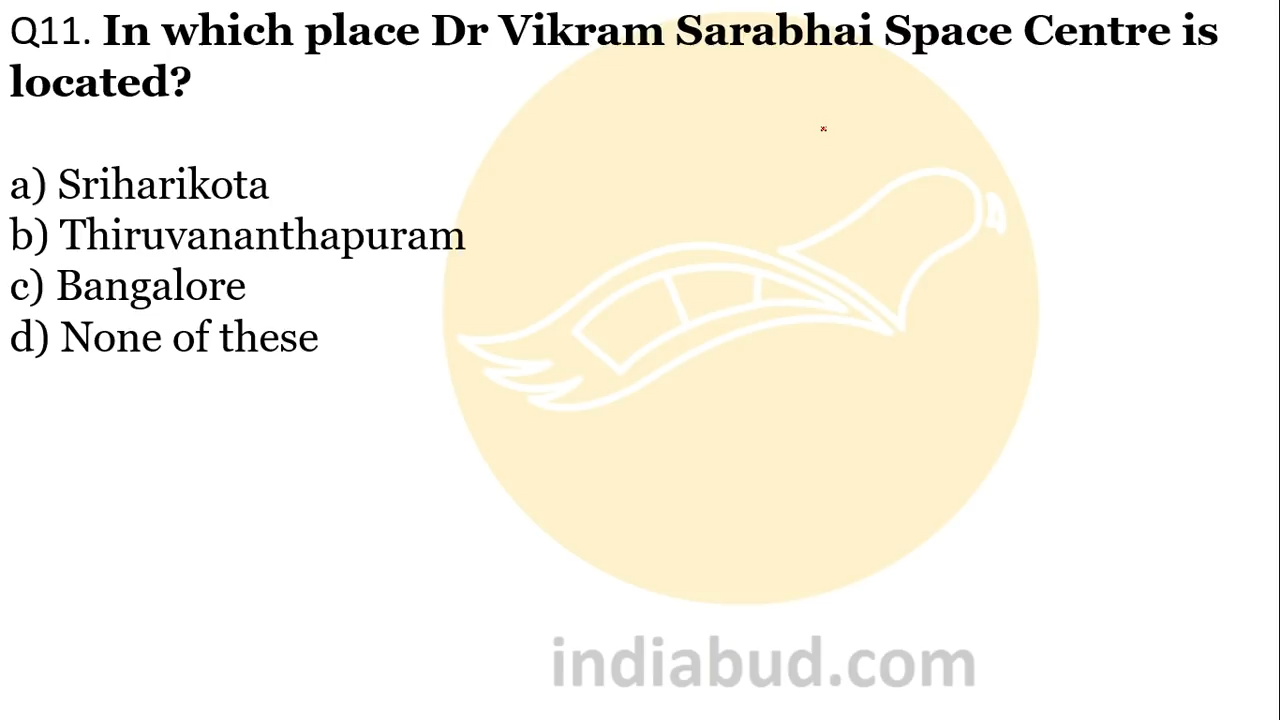 Q11. In which place Dr Vikram Sarabhai Space Centre is
located?
a) Sriharikota
b) Thiruvananthapuram
c) Bangalore
d) None of these
indiabud.com